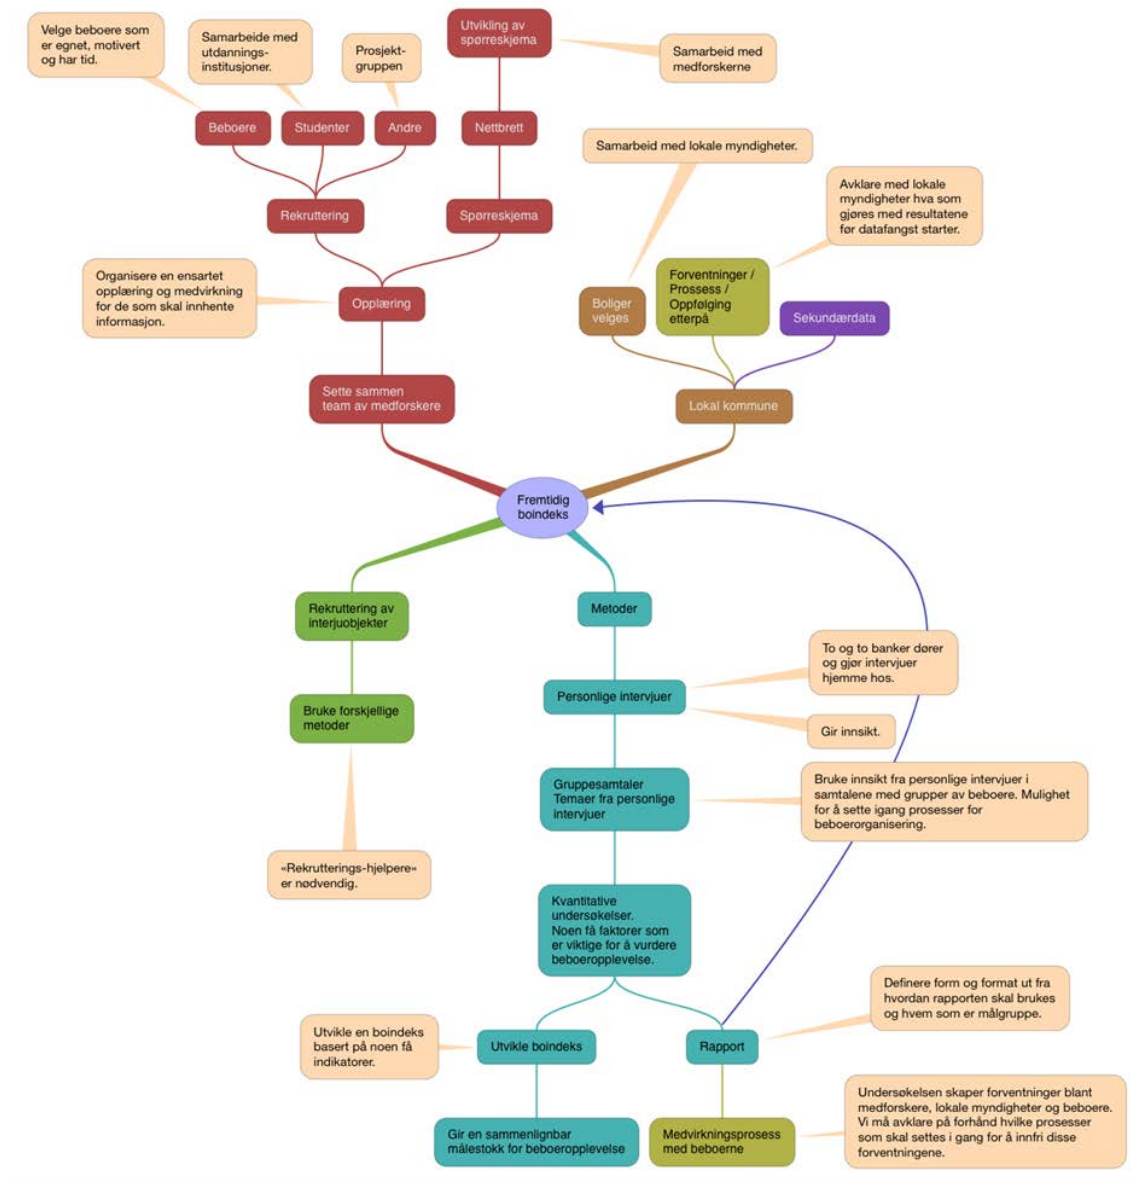 Velge beboere som
er egnet, motivert
og har tid.
Samarbeide med
utdannings-
institusjoner.
Prosjekt-
gruppen
Utvikling av
spørreskjema
Samarbeid med
medforskerne
Beboere
Studenter
Andre
Nettbrett
Samarbeid med lokale myndigheter.
Avklare med lokale
myndigheter hva som
gjøres med resultatene
før datafangst starter.
Rekruttering
Spørreskjema
Organisere en ensartet
opplæring og medvirkning
for de som skal innhente
informasjon.
Opplæring
Boliger
velges
Forventninger /
Prossess /
Oppfølging
etterpå
Sekundærdata
Sette sammen
team av medforskere
Lokal kommune
Fremtidig
boindeks
Rekruttering av
interjuobjekter
Metoder
To og to banker dører
og gjør intervjuer
hjemme hos.
Personlige intervjuer
Bruke forskjellige
metoder
Gir innsikt.
Gruppesamtaler
Temaer fra personlige
intervjuer
Bruke innsikt fra personlige intervjuer i
samtalene med grupper av beboere. Mulighet
for å sette igang prosesser for
beboerorganisering.
«Rekrutterings-hjelpere»
er nødvendig.
Kvantitative
undersøkelser.
Noen få faktorer som
er viktige for å vurdere
beboeropplevelse.
Definere form og format ut fra
hvordan rapporten skal brukes
og hvem som er målgruppe.
Utvikle en boindeks
basert på noen få
indikatorer.
Utvikle boindeks
Rapport
Gir en sammenlignbar
målestokk for beboeropplevelse
Medvirkningsprosess
med beboerne
Undersøkelsen skaper forventninger blant
medforskere, lokale myndigheter og beboere.
Vi må avklare på forhånd hvilke prosesser
som skal settes i gang for å innfri disse
forventningene.